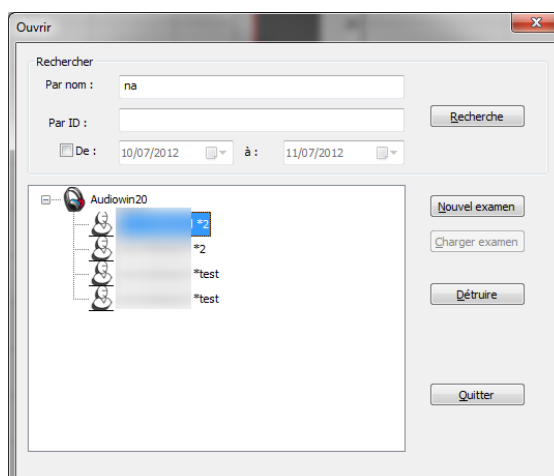 Ouvrir
Rechercher
Par nom : na
Par ID :
Recherche
De : 10/07/2012 à : 11/07/2012
Audiowin20
*2
*2
*test
*test
Nouvel examen
Charger examen
Détruire
Quitter